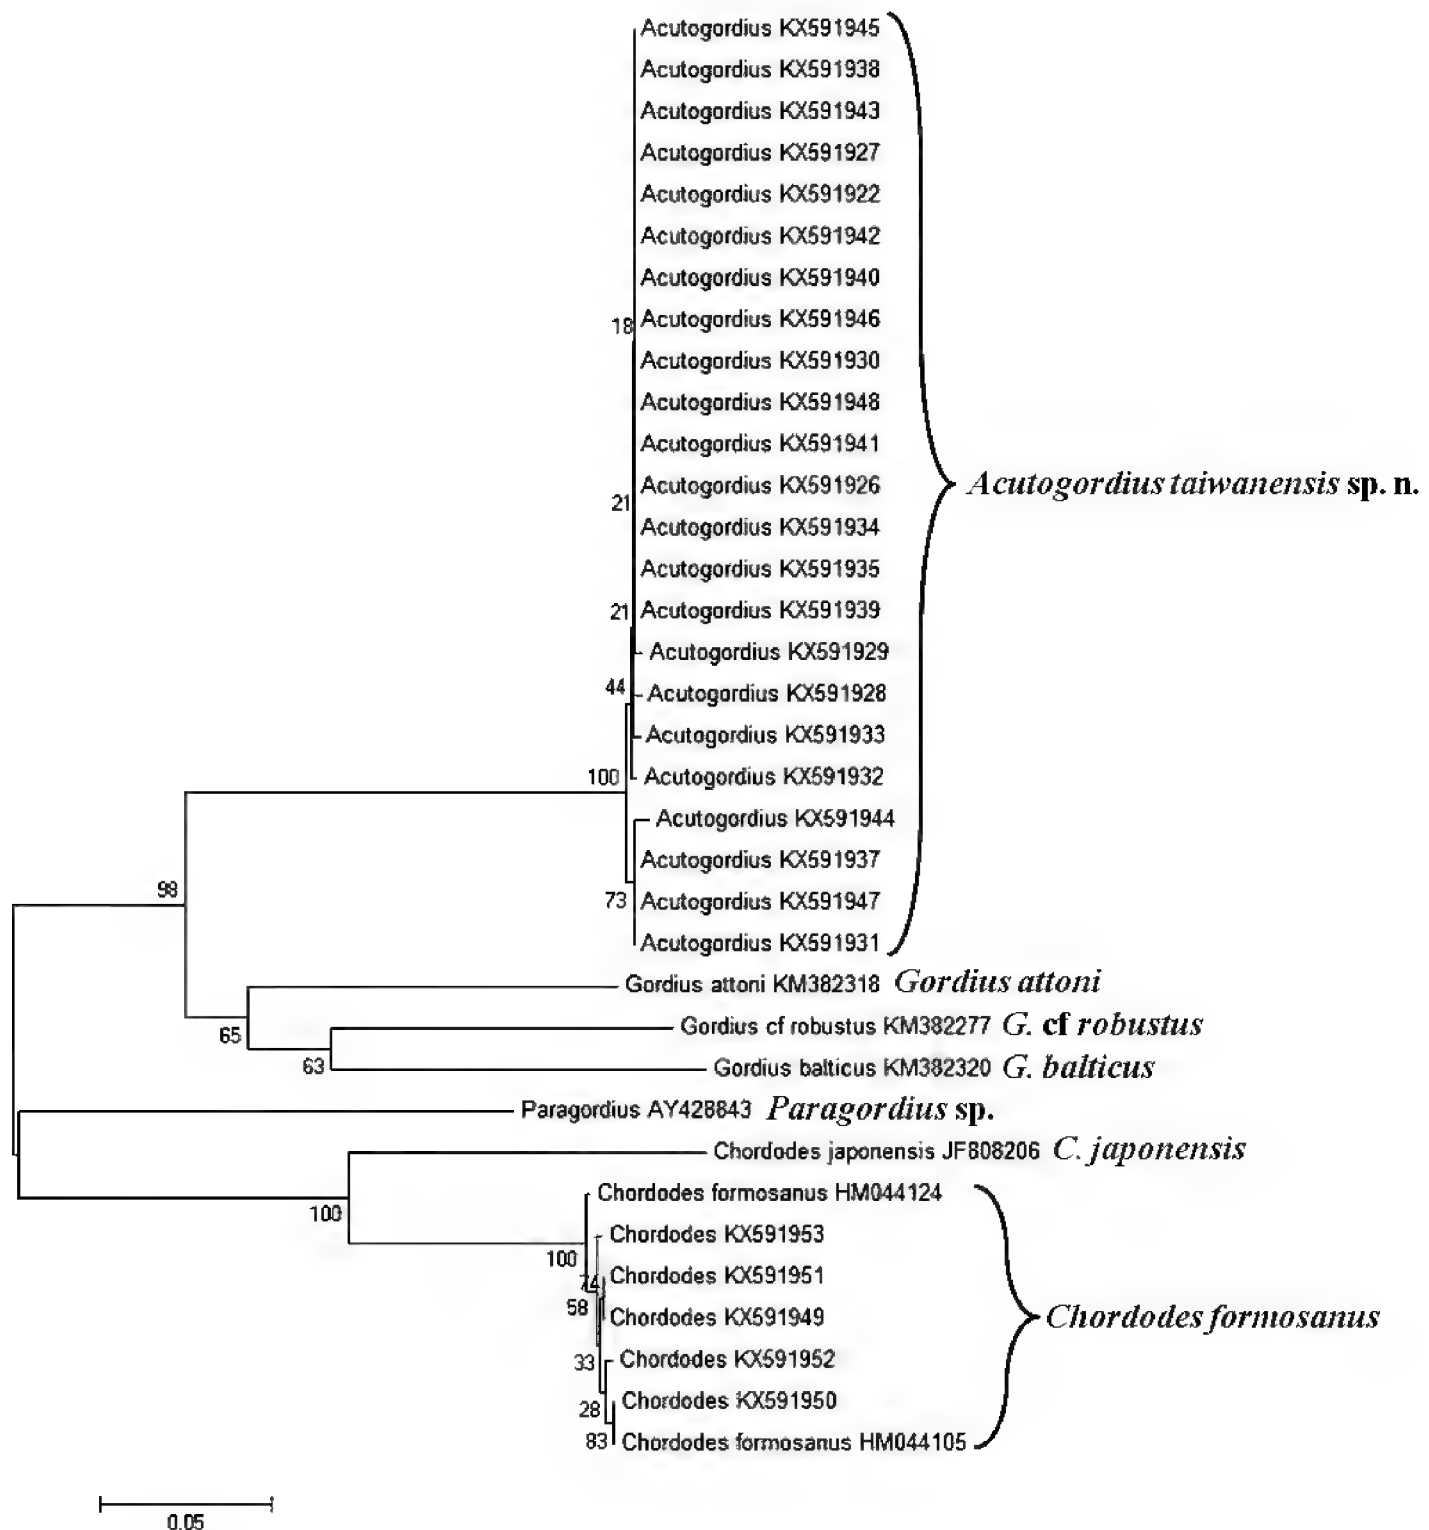 Acutogordius KX591945
Acutogordius KX591938
Acutogordius KX591943
Acutogordius KX591927
Acutogordius KX591922
Acutogordius KX591942
Acutogordius KX591940
18 Acutogordius KX591946
Acutogordius KX591930
Acutogordius KX591948
Acutogordius KX591941
Acutogordius KX591926 Acutogordius taiwanensis sp. n.
21
Acutogordius KX591934
Acutogordius KX591935
21 Acutogordius KX591939
Acutogordius KX591929
44 Acutogordius KX591928
Acutogordius KX591933
100 Acutogordius KX591932
Acutogordius KX591944
Acutogordius KX591937
98
73 Acutogordius KX591947
Acutogordius KX591931
Gordius attoni KM382318 Gordius attoni
65 Gordius cf robustus KM382277 G. cf robustus
63 Gordius balticus KM382320 G. balticus
Paragordius AY428843 Paragordius sp.
Chordodes japonensis JF808206 C. japonensis
Chordodes formosanus HM044124
100
Chordodes KX591953
100
74 Chordodes KX591951
58 Chordodes KX591949 Chordodes formosanus
33 Chordodes KX591952
28 Chordodes KX591950
83 Chordodes formosanus HM044105
0.05